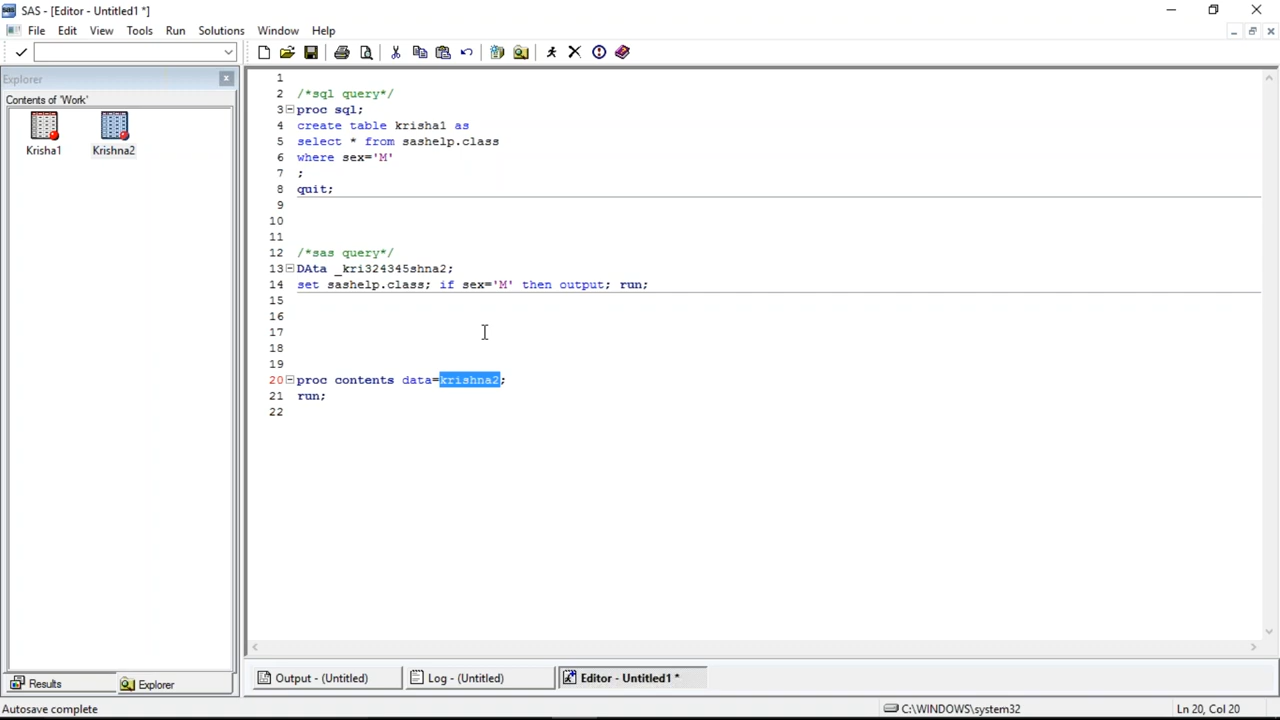 SAS - [Editor - Untitled1 *]
File Edit View Tools Run Solutions Window Help
Explorer
Contents of 'Work'
Krisha1 Krishna2
1
2 /*sql query*/
3 proc sql;
4 create table krisha1 as
5 select * from sashelp.class
6 where sex='M'
7 ;
8 quit;
9
10
11
12 /*sas query*/
13 DAta _kri324345shna2;
14 set sashelp.class; if sex='M' then output; run;
15
16
17
18
19
20 proc contents data=krishna2;
21 run;
22
Results Explorer
Output - (Untitled) Log - (Untitled) Editor - Untitled1 *
Autosave complete C:\WINDOWS\system32 Ln 20, Col 20